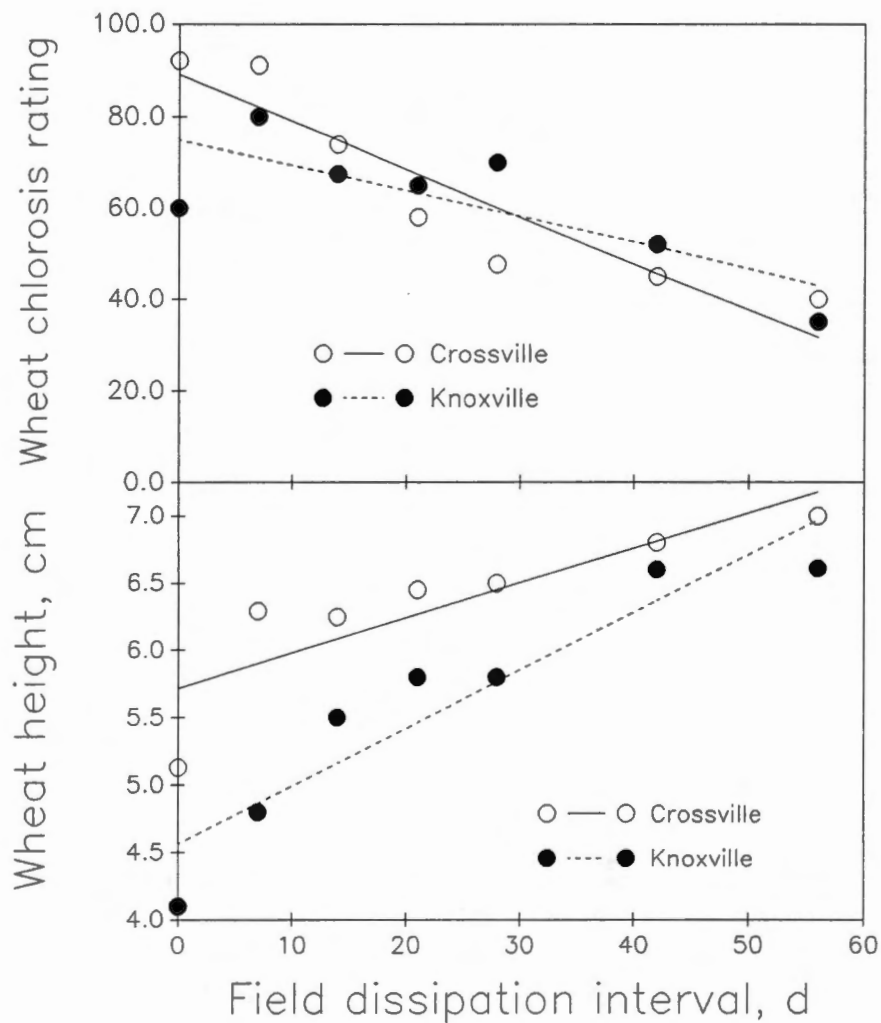 Wheat chlorosis rating
100.0
80.0
60.0
40.0
20.0
0.0
Crossville
Knoxville
Wheat height, cm
7.0
6.5
6.0
5.5
5.0
4.5
4.0
Crossville
Knoxville
0 10 20 30 40 50 60
Field dissipation interval, d